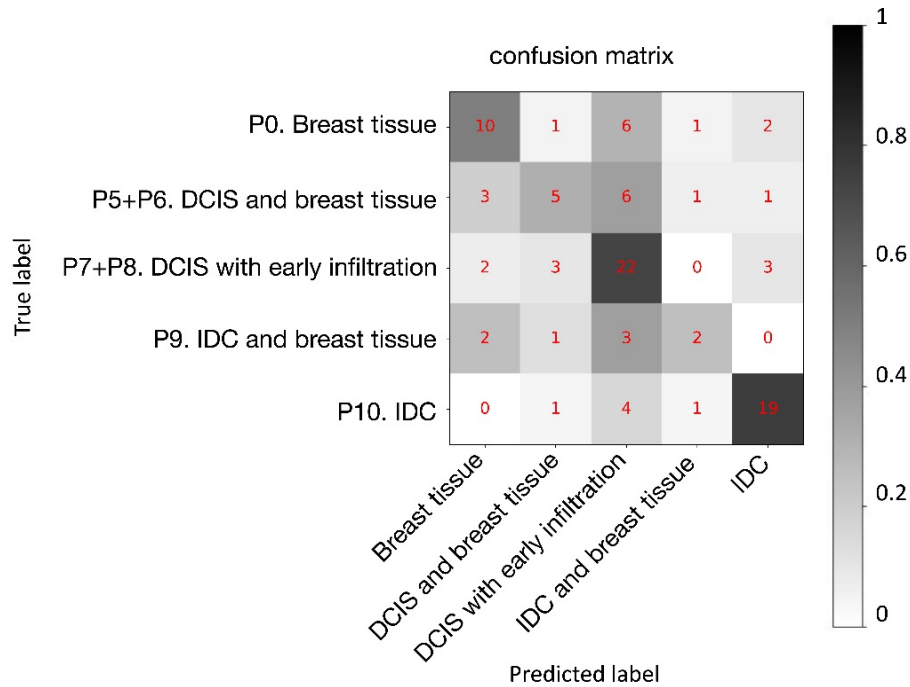 confusion matrix
P0. Breast tissue 10 1 6 1 2
P5+P6. DCIS and breast tissue 3 5 6 1 1
P7+P8. DCIS with early infiltration 2 3 22 0 3
P9. IDC and breast tissue 2 1 3 2 0
P10. IDC 0 1 4 1 19
True label
Breast tissue
DCIS and breast tissue
DCIS with early infiltration
IDC and breast tissue
IDC
Predicted label
1
0.8
0.6
0.4
0.2
0